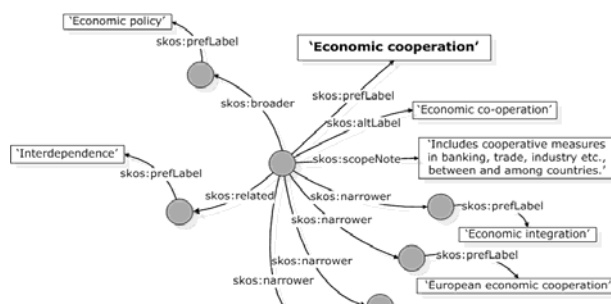 'Economic policy'
skos:prefLabel
'Economic cooperation'
skos:prefLabel
skos:broader
skos:altLabel
'Economic co-operation'
'Interdependence'
skos:prefLabel
skos:scopeNote
'Includes cooperative measures
in banking, trade, industry etc.,
between and among countries.'
skos:related
skos:narrower
skos:prefLabel
'Economic integration'
skos:narrower
skos:prefLabel
skos:narrower
skos:narrower
'European economic cooperation'